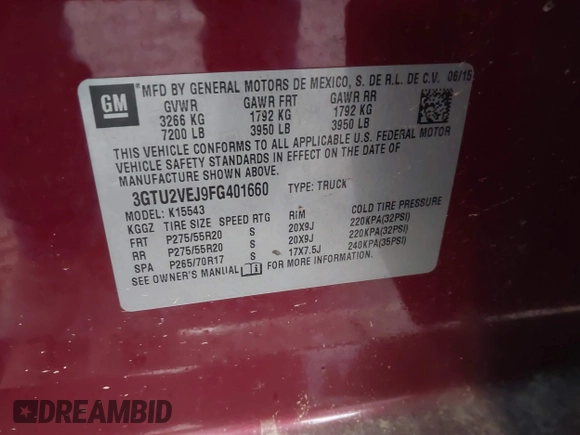 GM
MFD BY GENERAL MOTORS DE MEXICO, S. DE R.L. DE C.V. 06/15
GVWR GAWR FRT GAWR RR
3266 KG 1792 KG 1792 KG
7200 LB 3950 LB 3950 LB
THIS VEHICLE CONFORMS TO ALL APPLICABLE U.S. FEDERAL MOTOR
VEHICLE SAFETY STANDARDS IN EFFECT ON THE DATE OF
MANUFACTURE SHOWN ABOVE.
3GTU2VEJ9FG401660 TYPE: TRUCK
MODEL: K15543
KGGZ TIRE SIZE SPEED RTG RIM COLD TIRE PRESSURE
FRT P275/55R20 S 20X9J 220KPA(32PSI)
RR P275/55R20 S 20X9J 220KPA(32PSI)
SPA P265/70R17 S 17X7.5J 240KPA(35PSI)
SEE OWNER'S MANUAL FOR MORE INFORMATION.
DREAMBID